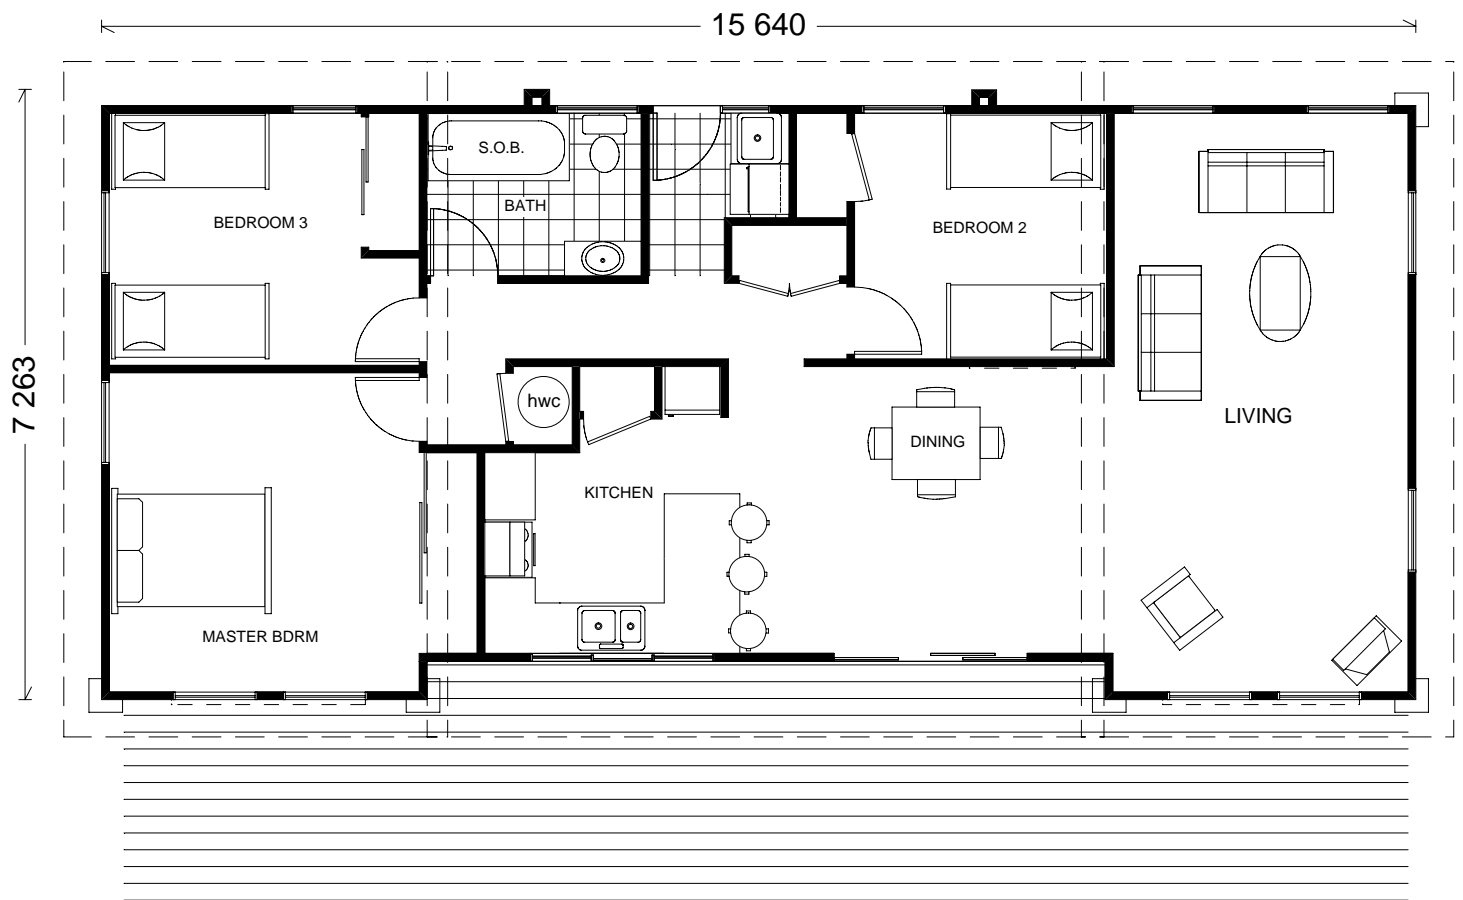 15 640
S.O.B.
BATH
BEDROOM 3
BEDROOM 2
7 263
hwc
LIVING
DINING
KITCHEN
MASTER BDRM